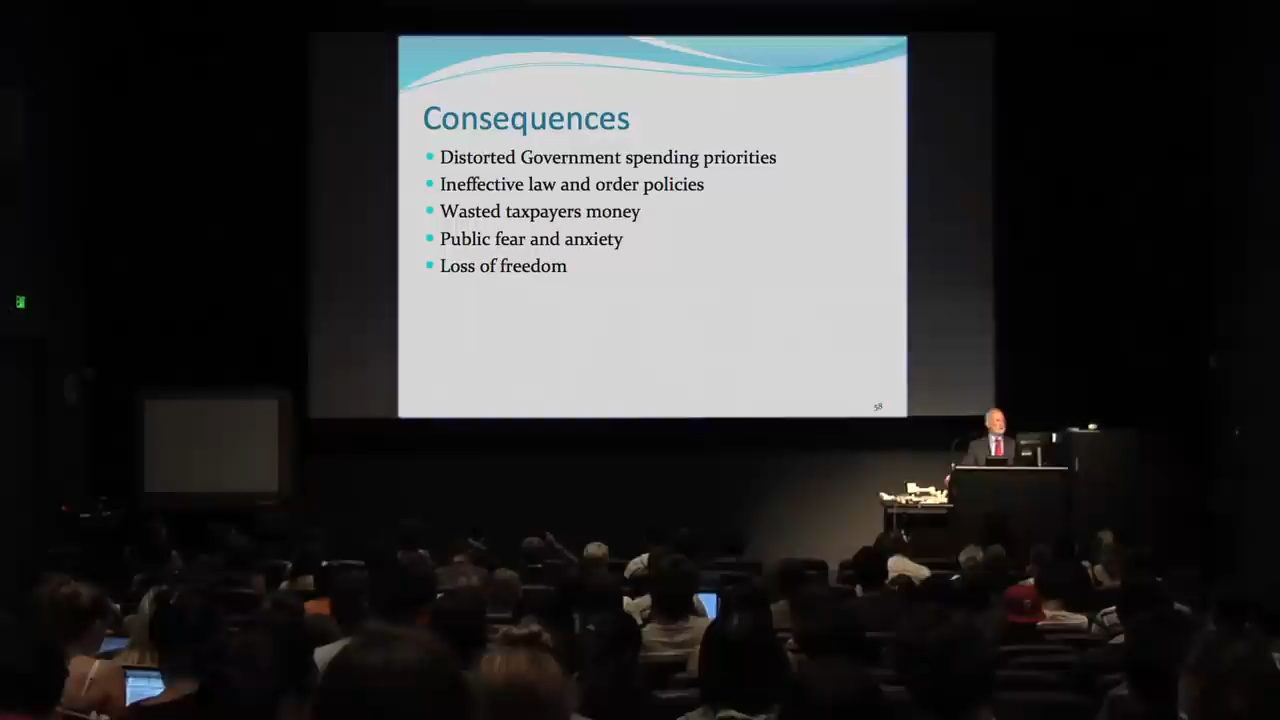 Consequences
Distorted Government spending priorities
Ineffective law and order policies
Wasted taxpayers money
Public fear and anxiety
Loss of freedom
58